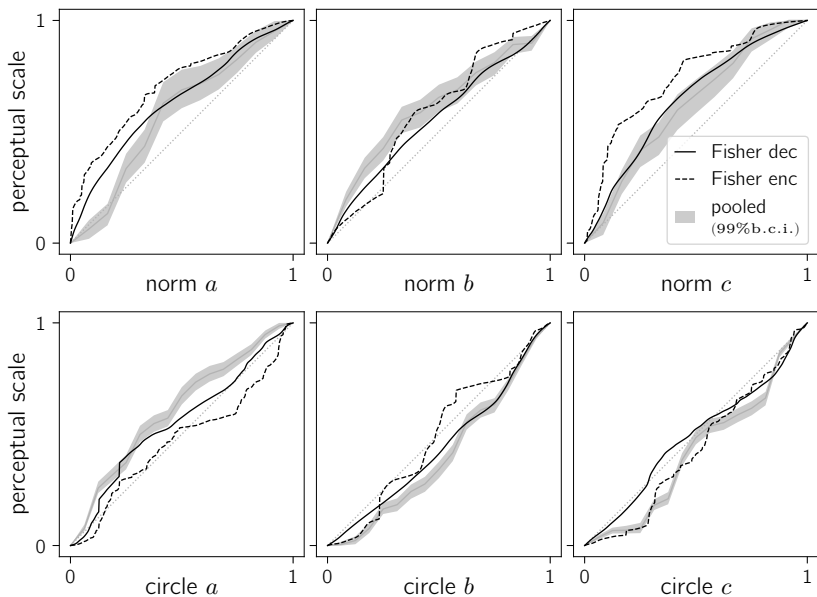 1
perceptual scale
0
0
norm a
1
0
norm b
1
0
norm c
1
Fisher dec
Fisher enc
pooled
(99%b.c.i.)
1
perceptual scale
0
0
circle a
1
0
circle b
1
0
circle c
1